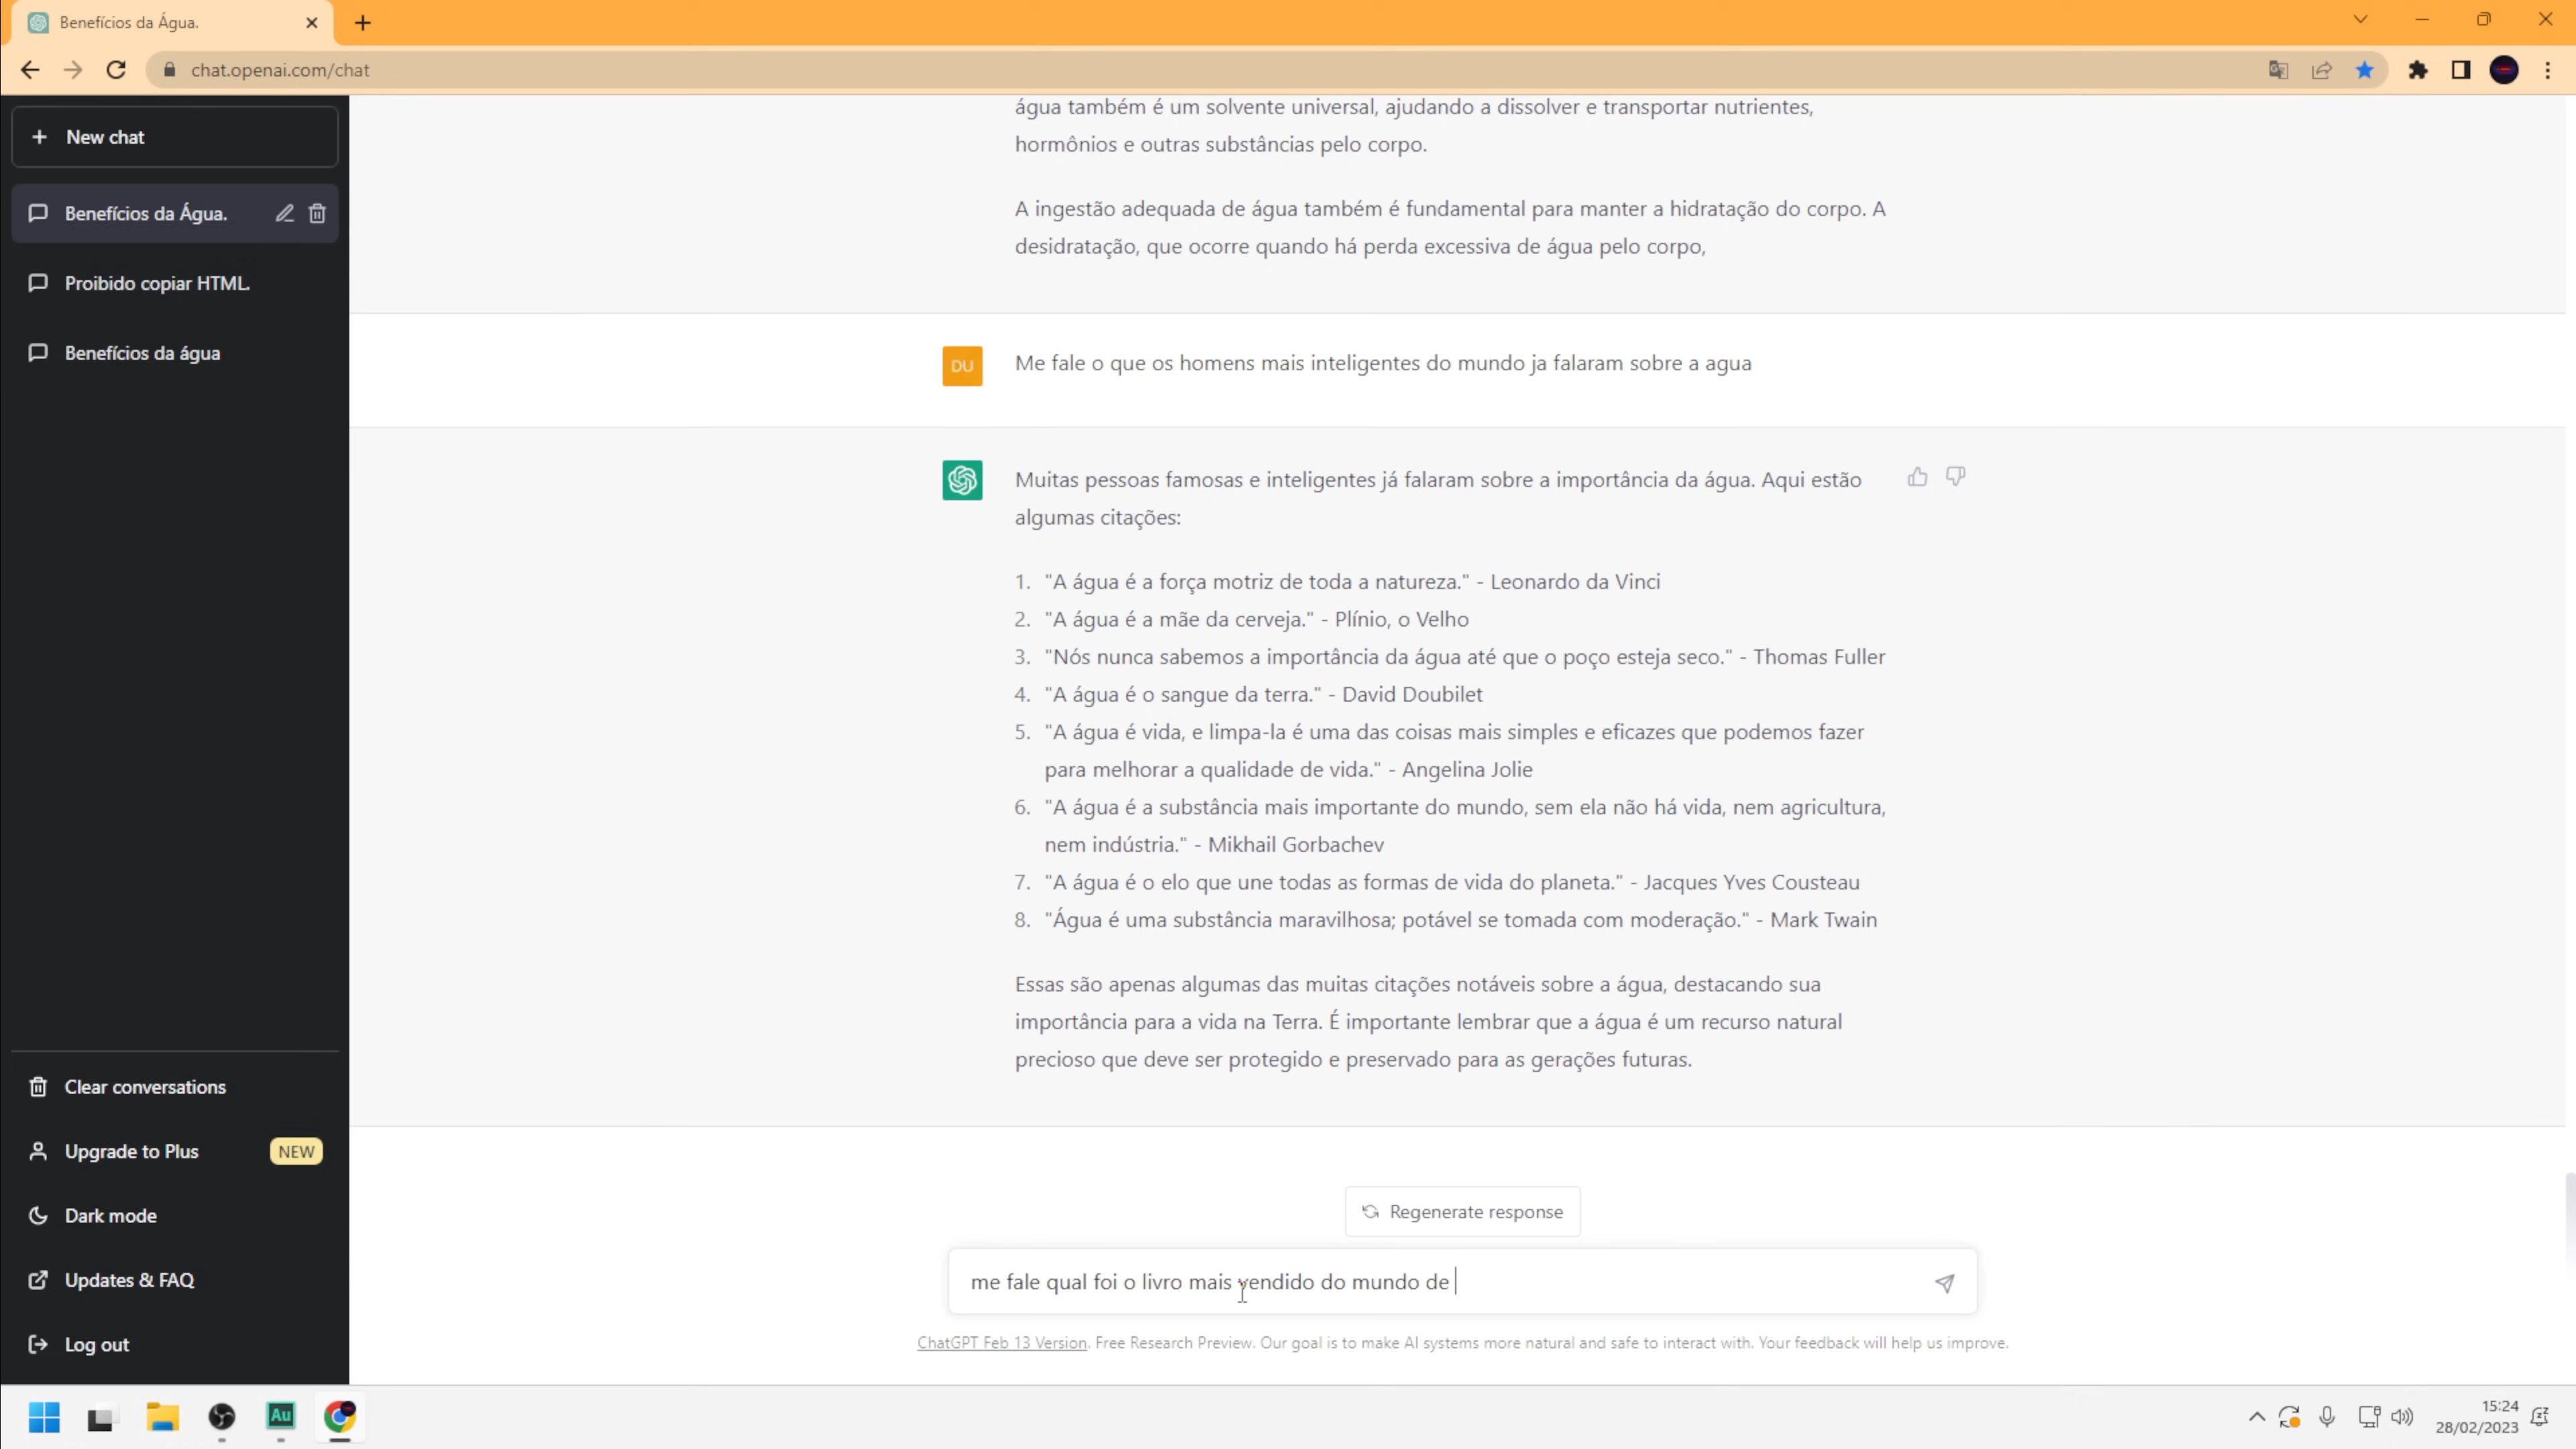 Benefícios da Água.
chat.openai.com/chat
New chat
Benefícios da Água.
Proibido copiar HTML.
Benefícios da água
Clear conversations
Upgrade to Plus
NEW
Dark mode
Updates & FAQ
Log out
água também é um solvente universal, ajudando a dissolver e transportar nutrientes,
hormônios e outras substâncias pelo corpo.
A ingestão adequada de água também é fundamental para manter a hidratação do corpo. A
desidratação, que ocorre quando há perda excessiva de água pelo corpo,
DU
Me fale o que os homens mais inteligentes do mundo ja falaram sobre a agua
Muitas pessoas famosas e inteligentes já falaram sobre a importância da água. Aqui estão
algumas citações:
1. "A água é a força motriz de toda a natureza." - Leonardo da Vinci
2. "A água é a mãe da cerveja." - Plínio, o Velho
3. "Nós nunca sabemos a importância da água até que o poço esteja seco." - Thomas Fuller
4. "A água é o sangue da terra." - David Doubilet
5. "A água é vida, e limpa-la é uma das coisas mais simples e eficazes que podemos fazer
para melhorar a qualidade de vida." - Angelina Jolie
6. "A água é a substância mais importante do mundo, sem ela não há vida, nem agricultura,
nem indústria." - Mikhail Gorbachev
7. "A água é o elo que une todas as formas de vida do planeta." - Jacques Yves Cousteau
8. "Água é uma substância maravilhosa; potável se tomada com moderação." - Mark Twain
Essas são apenas algumas das muitas citações notáveis sobre a água, destacando sua
importância para a vida na Terra. É importante lembrar que a água é um recurso natural
precioso que deve ser protegido e preservado para as gerações futuras.
Regenerate response
me fale qual foi o livro mais vendido do mundo de
ChatGPT Feb 13 Version. Free Research Preview. Our goal is to make AI systems more natural and safe to interact with. Your feedback will help us improve.
Au
15:24
28/02/2023